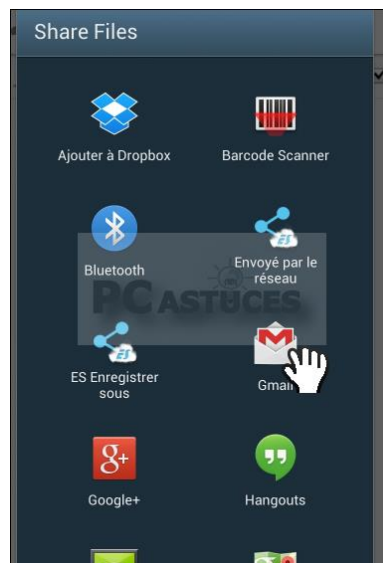 Share Files
Ajouter à Dropbox
Barcode Scanner
Bluetooth
Envoyé par le
réseau
PC ASTUCES
ES Enregistrer
sous
Gmail
Google+
Hangouts